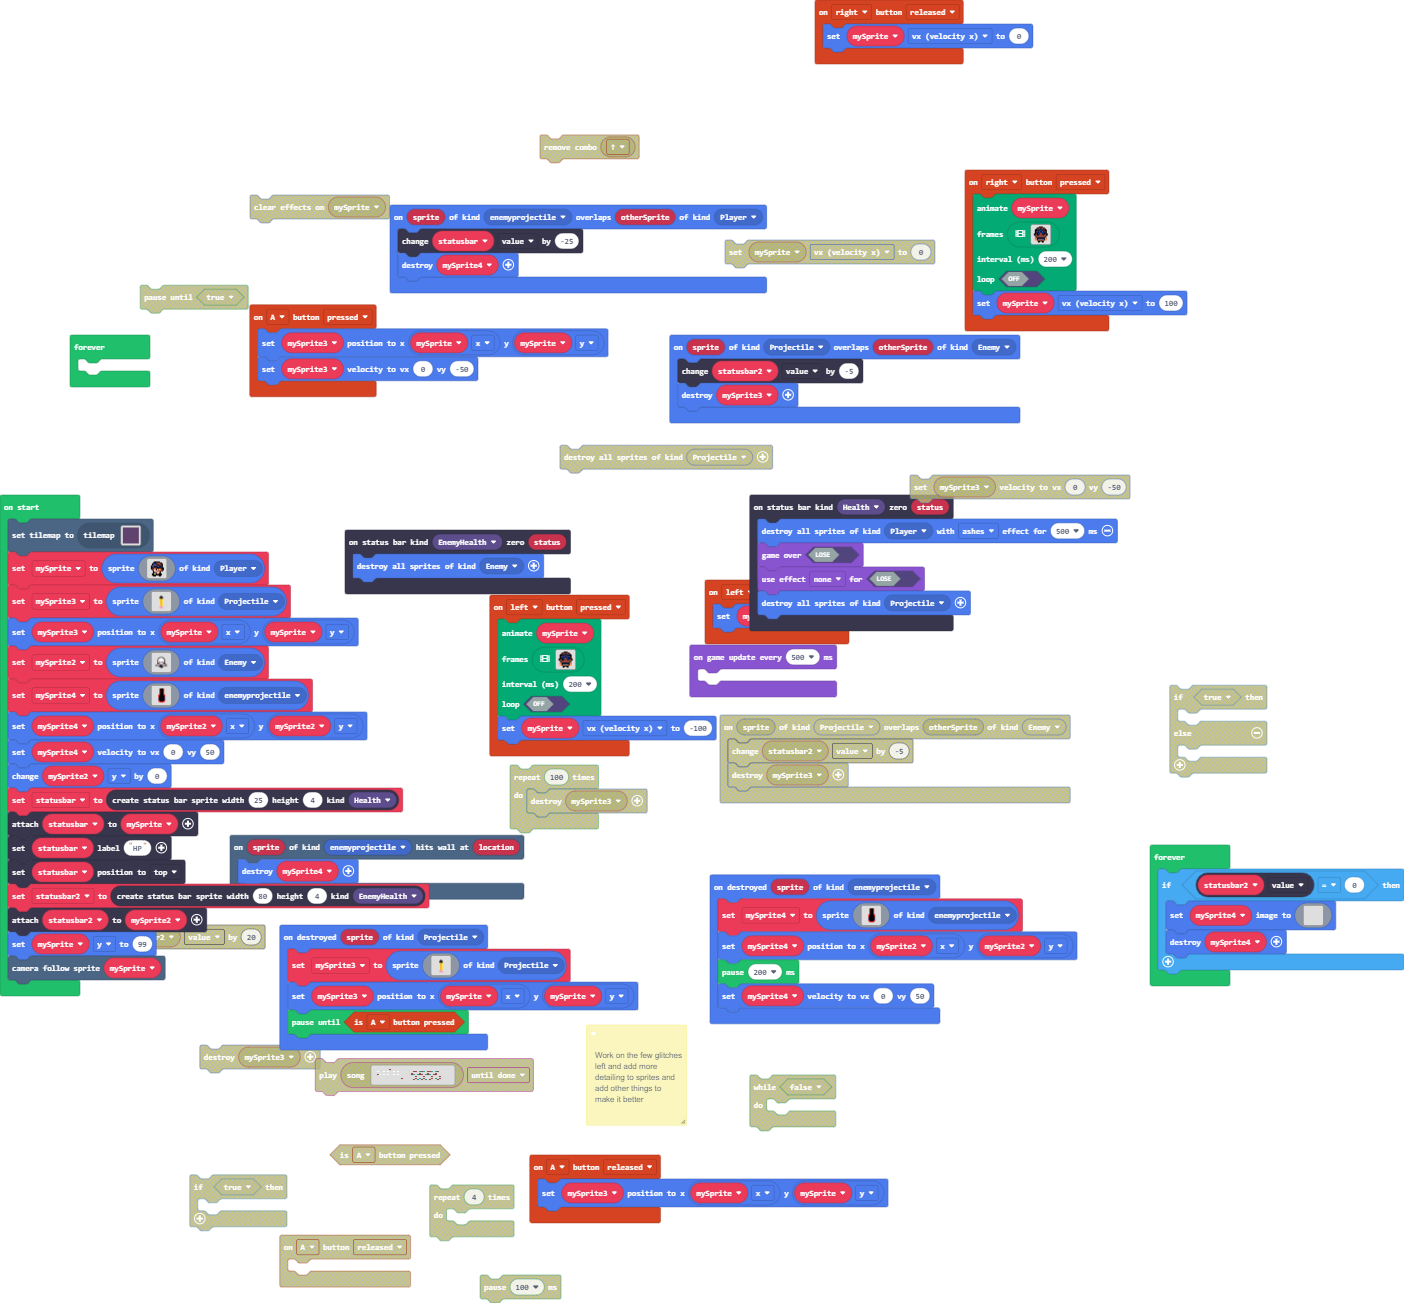 on right button released
set mySprite vx (velocity x) to 0
remove combo ↑
clear effects on mySprite
on sprite of kind enemyprojectile overlaps otherSprite of kind Player
change statusbar value by -25
destroy mySprite4
set mySprite vx (velocity x) to 0
on right button pressed
animate mySprite
frames
interval (ms) 200
loop OFF
set mySprite vx (velocity x) to 100
pause until true
forever
on A button pressed
set mySprite3 position to x mySprite x y mySprite y
set mySprite3 velocity to vx 0 vy -50
on sprite of kind Projectile overlaps otherSprite of kind Enemy
change statusbar2 value by -5
destroy mySprite3
destroy all sprites of kind Projectile
set mySprite3 velocity to vx 0 vy -50
on start
set tilemap to tilemap
set mySprite to sprite of kind Player
set mySprite3 to sprite of kind Projectile
set mySprite3 position to x mySprite x y mySprite y
set mySprite2 to sprite of kind Enemy
set mySprite4 to sprite of kind enemyprojectile
set mySprite4 position to x mySprite2 x y mySprite2 y
set mySprite4 velocity to vx 0 vy 50
change mySprite2 y by 0
set statusbar to create status bar sprite width 25 height 4 kind Health
attach statusbar to mySprite
set statusbar label "HP"
set statusbar position to top
set statusbar2 to create status bar sprite width 80 height 4 kind EnemyHealth
attach statusbar2 to mySprite2
set mySprite y to 99
camera follow sprite mySprite
value by 20
on status bar kind EnemyHealth zero status
destroy all sprites of kind Enemy
on left button pressed
animate mySprite
frames
interval (ms) 200
loop OFF
set mySprite vx (velocity x) to -100
on status bar kind Health zero status
destroy all sprites of kind Player with ashes effect for 500 ms
game over LOSE
use effect none for LOSE
destroy all sprites of kind Projectile
on left
set
on game update every 500 ms
on sprite of kind Projectile overlaps otherSprite of kind Enemy
change statusbar2 value by -5
destroy mySprite3
repeat 100 times
do destroy mySprite3
if true then
else
on sprite of kind enemyprojectile hits wall at location
destroy mySprite4
on destroyed sprite of kind Projectile
set mySprite3 to sprite of kind Projectile
set mySprite3 position to x mySprite x y mySprite y
pause until is A button pressed
on destroyed sprite of kind enemyprojectile
set mySprite4 to sprite of kind enemyprojectile
set mySprite4 position to x mySprite2 x y mySprite2 y
pause 200 ms
set mySprite4 velocity to vx 0 vy 50
forever
if statusbar2 value = 0 then
set mySprite4 image to
destroy mySprite4
destroy mySprite3
play song until done
Work on the few glitches
left and add more
detailing to sprites and
add other things to
make it better
while false
do
is A button pressed
on A button released
set mySprite3 position to x mySprite x y mySprite y
if true then
repeat 4 times
do
on A button released
pause 100 ms